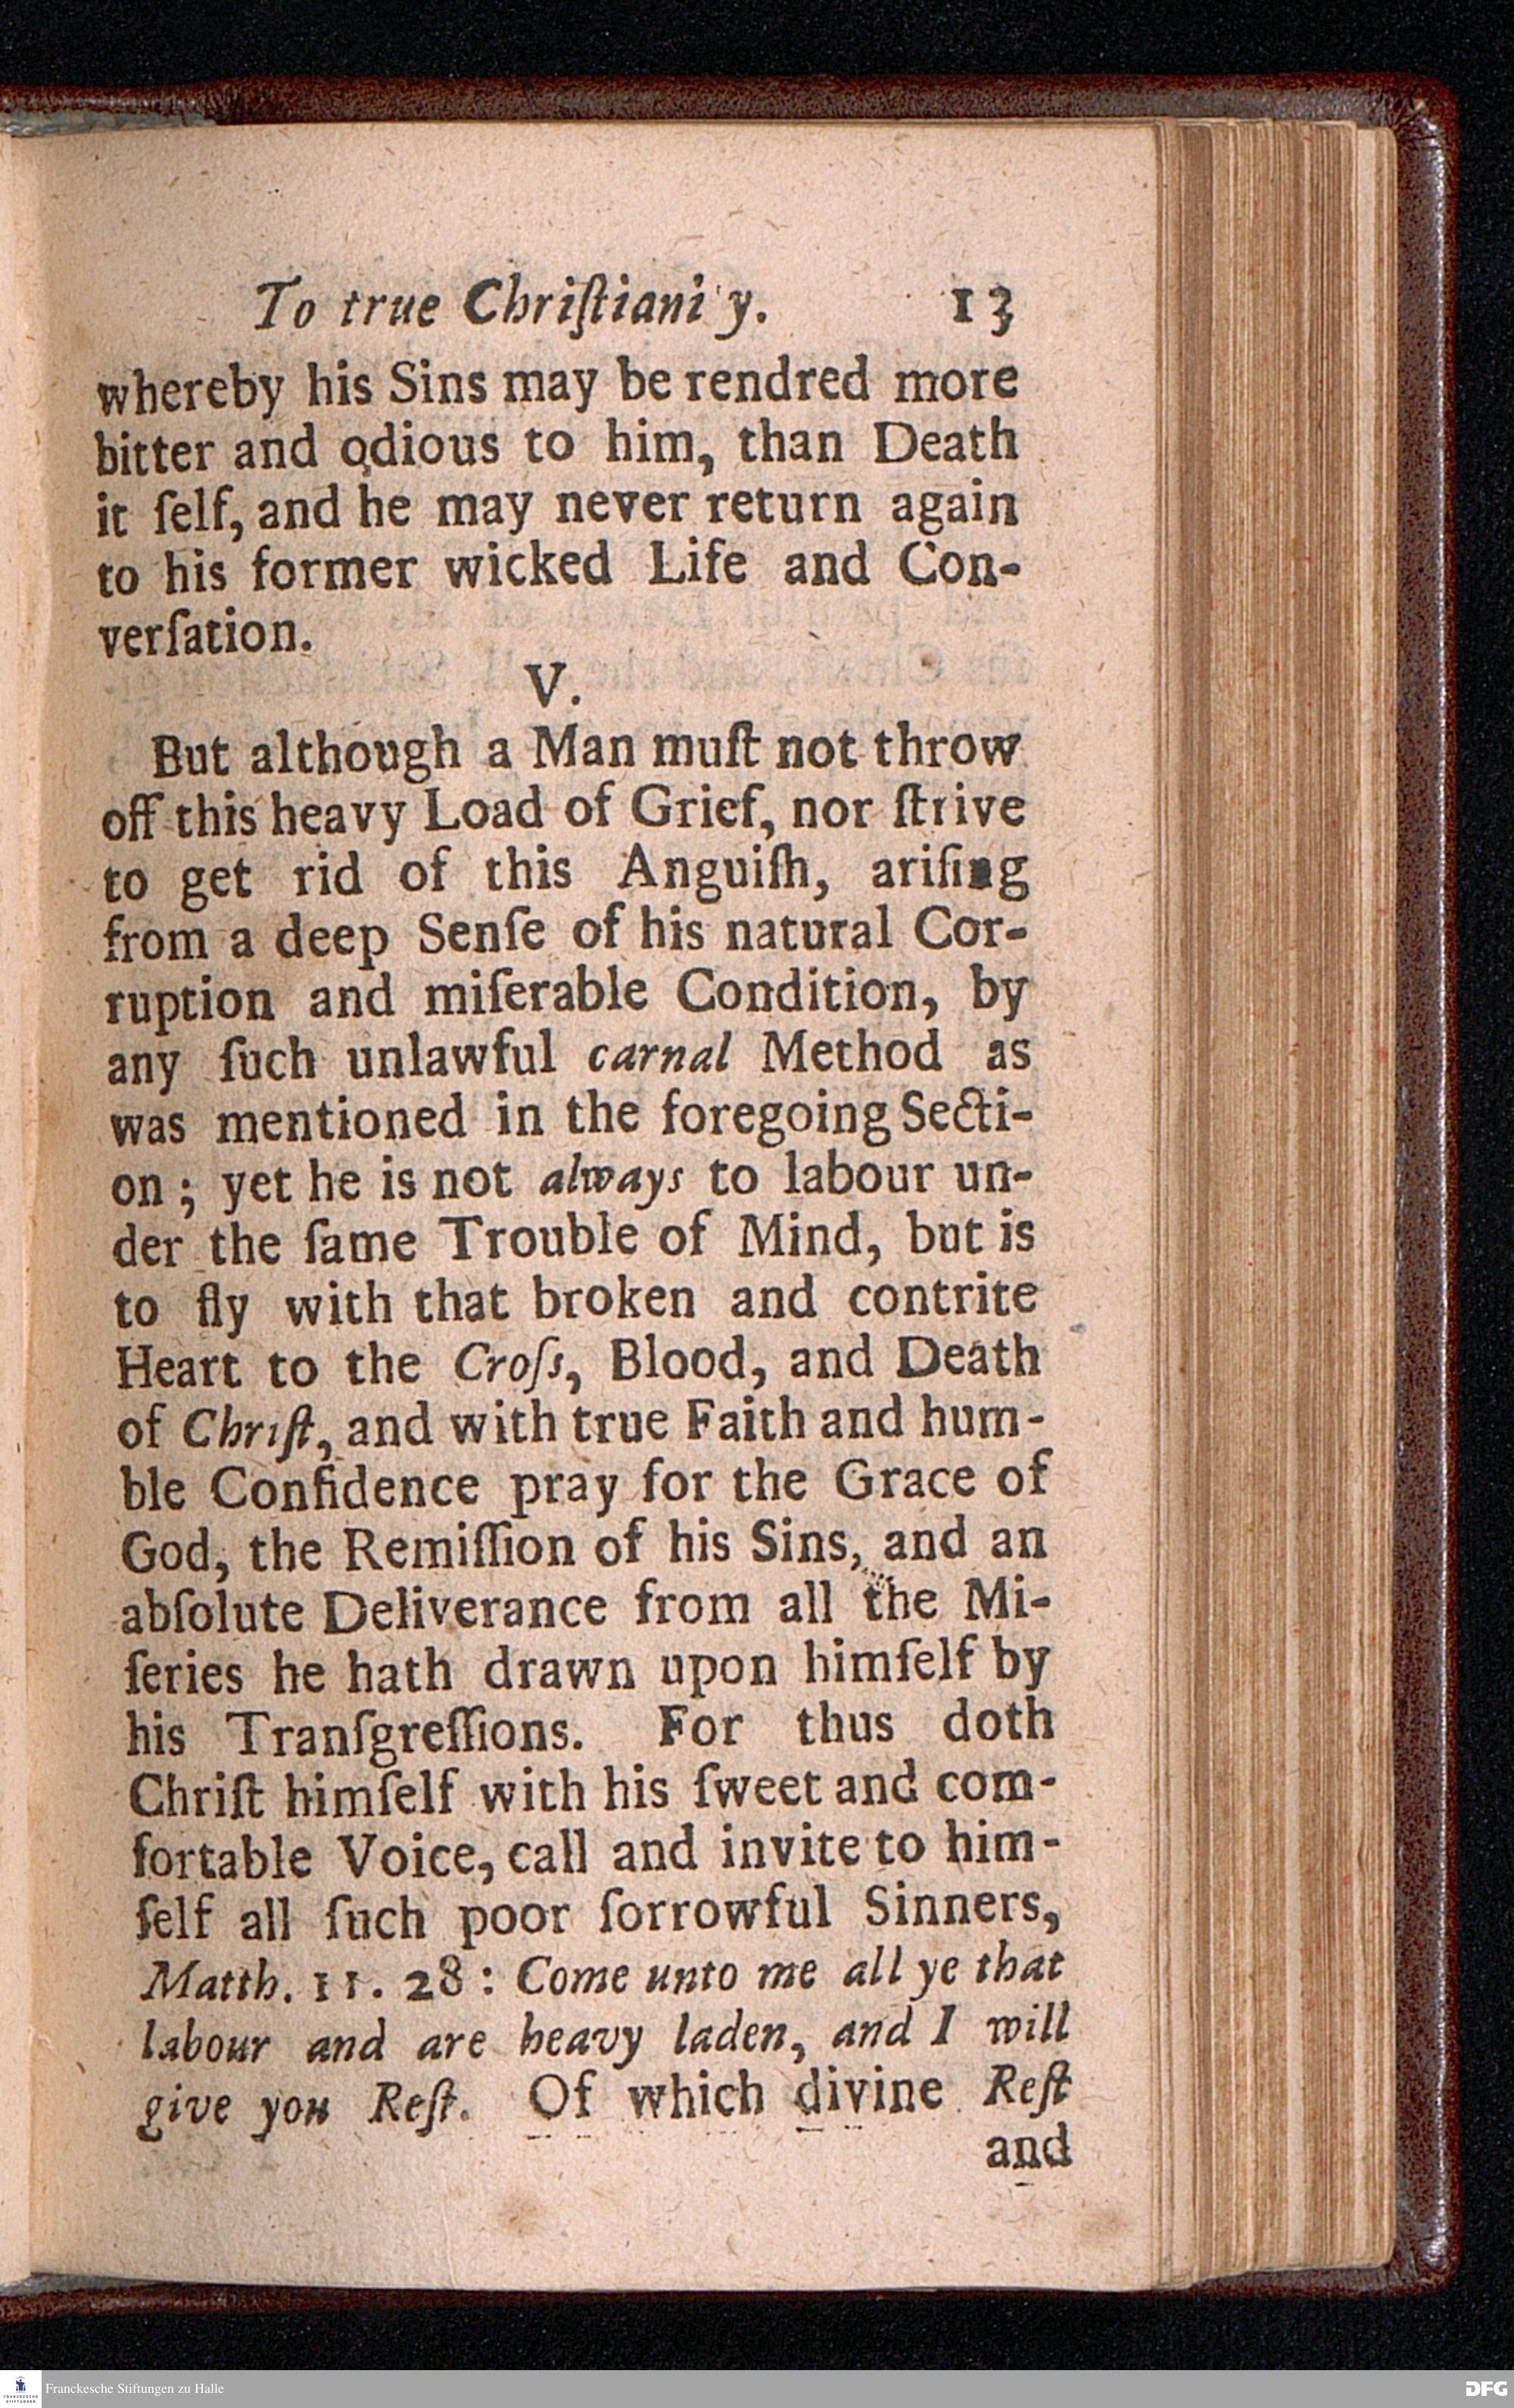 To true Chriſtiani y. 13
whereby his Sins may be rendred more
bitter and odious to him, than Death
it ſelf, and he may never return again
to his former wicked Life and Con-
verſation.
V.
But although a Man muſt not throw
off this heavy Load of Grief, nor ſtrive
to get rid of this Anguiſh, ariſing
from a deep Senſe of his natural Cor-
ruption and miſerable Condition, by
any ſuch unlawful carnal Method as
was mentioned in the foregoing Secti-
on; yet he is not always to labour un-
der the ſame Trouble of Mind, but is
to fly with that broken and contrite
Heart to the Croſs, Blood, and Death
of Chriſt, and with true Faith and hum-
ble Confidence pray for the Grace of
God, the Remiſſion of his Sins, and an
abſolute Deliverance from all the Mi-
ſeries he hath drawn upon himſelf by
his Tranſgreſſions. For thus doth
Chriſt himſelf with his ſweet and com-
fortable Voice, call and invite to him-
ſelf all ſuch poor ſorrowful Sinners,
Matth. 11. 28: Come unto me all ye that
labour and are heavy laden, and I will
give you Reſt. Of which divine Reſt
and
FRANCKESCHE STIFTUNGEN
Franckesche Stiftungen zu Halle
DFG